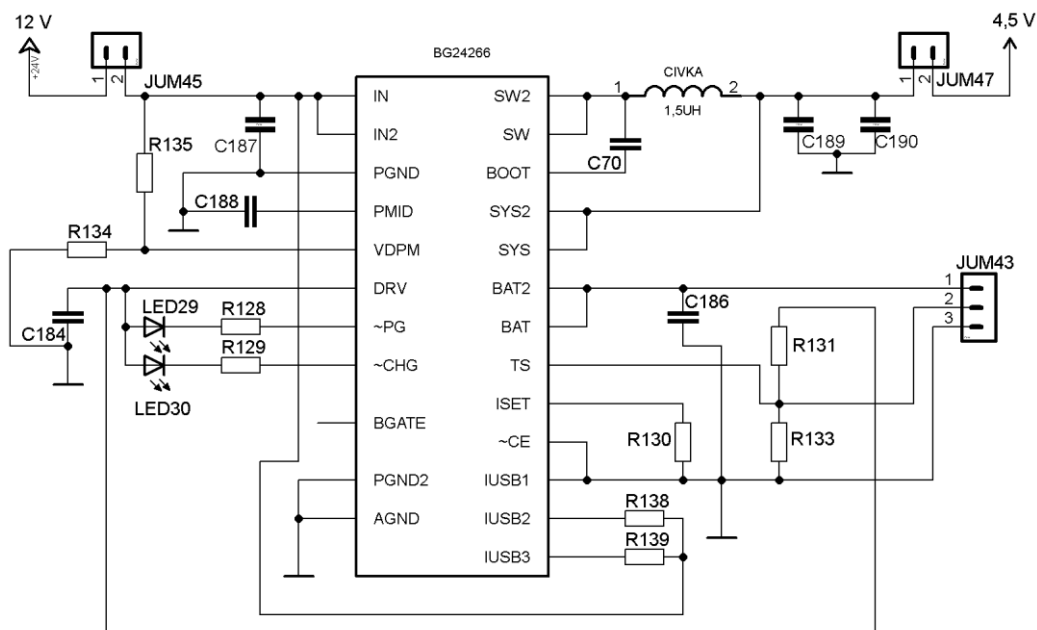 12 V
4,5 V
+24V
1
2
JUM45
BG24266
CIVKA
1
2
1,5UH
1
2
JUM47
IN
SW2
R135
C187
IN2
SW
C70
C189
C190
PGND
BOOT
C188
PMID
SYS2
R134
VDPM
SYS
JUM43
DRV
BAT2
C186
1
2
3
C184
LED29
R128
~PG
BAT
R131
R129
~CHG
TS
LED30
ISET
BGATE
~CE
R130
R133
PGND2
IUSB1
AGND
IUSB2
R138
IUSB3
R139